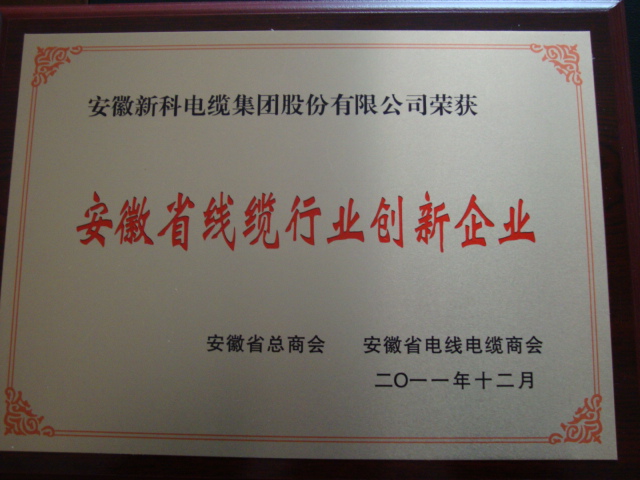 安徽新科电缆集团股份有限公司荣获
安徽省线缆行业创新企业
安徽省总商会 安徽省电线电缆商会
二〇一一年十二月